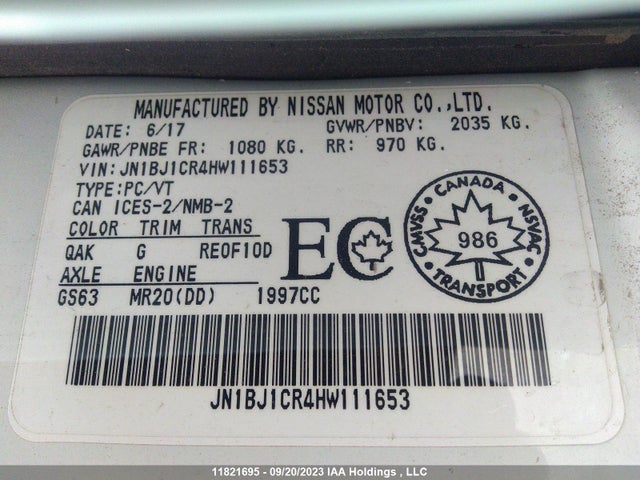 MANUFACTURED BY NISSAN MOTOR CO.,LTD.
DATE: 6/17 GVWR/PNBV: 2035 KG.
GAWR/PNBE FR: 1080 KG. RR: 970 KG.
VIN:JN1BJ1CR4HW111653
TYPE:PC/VT
CAN ICES-2/NMB-2
COLOR TRIM TRANS
QAK G RE0F10D
AXLE ENGINE
GS63 MR20(DD) 1997CC
EC
CANADA
CMVSS 986 NSVAC
TRANSPORT
JN1BJ1CR4HW111653
11821695 - 09/20/2023 IAA Holdings , LLC